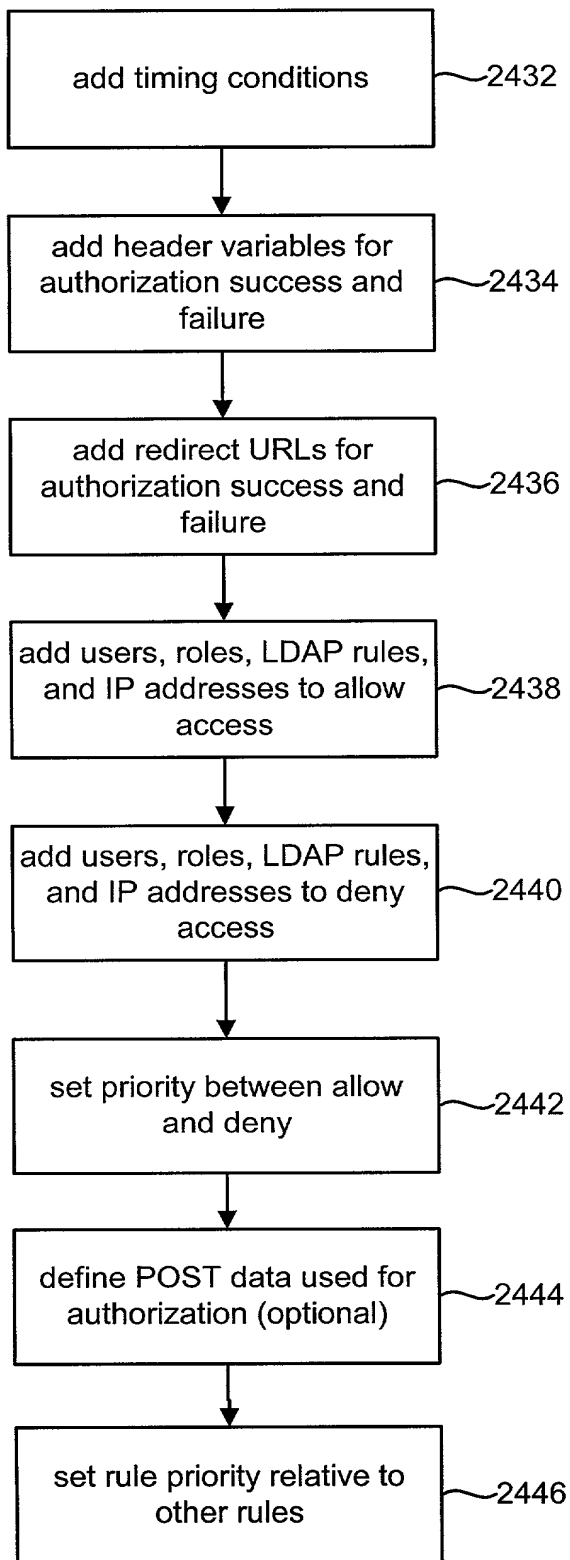 add timing conditions
2432
add header variables for
authorization success and
failure
2434
add redirect URLs for
authorization success and
failure
2436
add users, roles, LDAP rules,
and IP addresses to allow
access
2438
add users, roles, LDAP rules,
and IP addresses to deny
access
2440
set priority between allow
and deny
2442
define POST data used for
authorization (optional)
2444
set rule priority relative to
other rules
2446